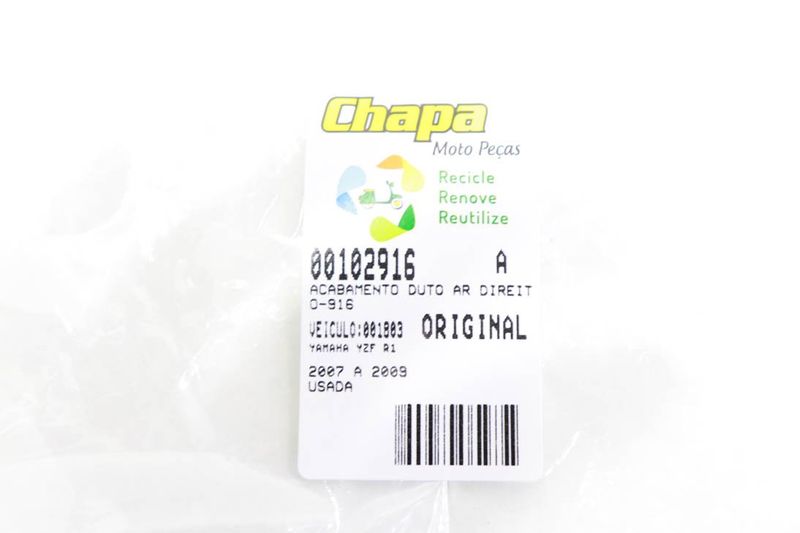 Chapa
Moto Peças
Recicle
Renove
Reutilize
00102916 A
ACABAMENTO DUTO AR DIREIT
O-916
VEICULO:001803 ORIGINAL
YAMAHA YZF R1
2007 A 2009
USADA